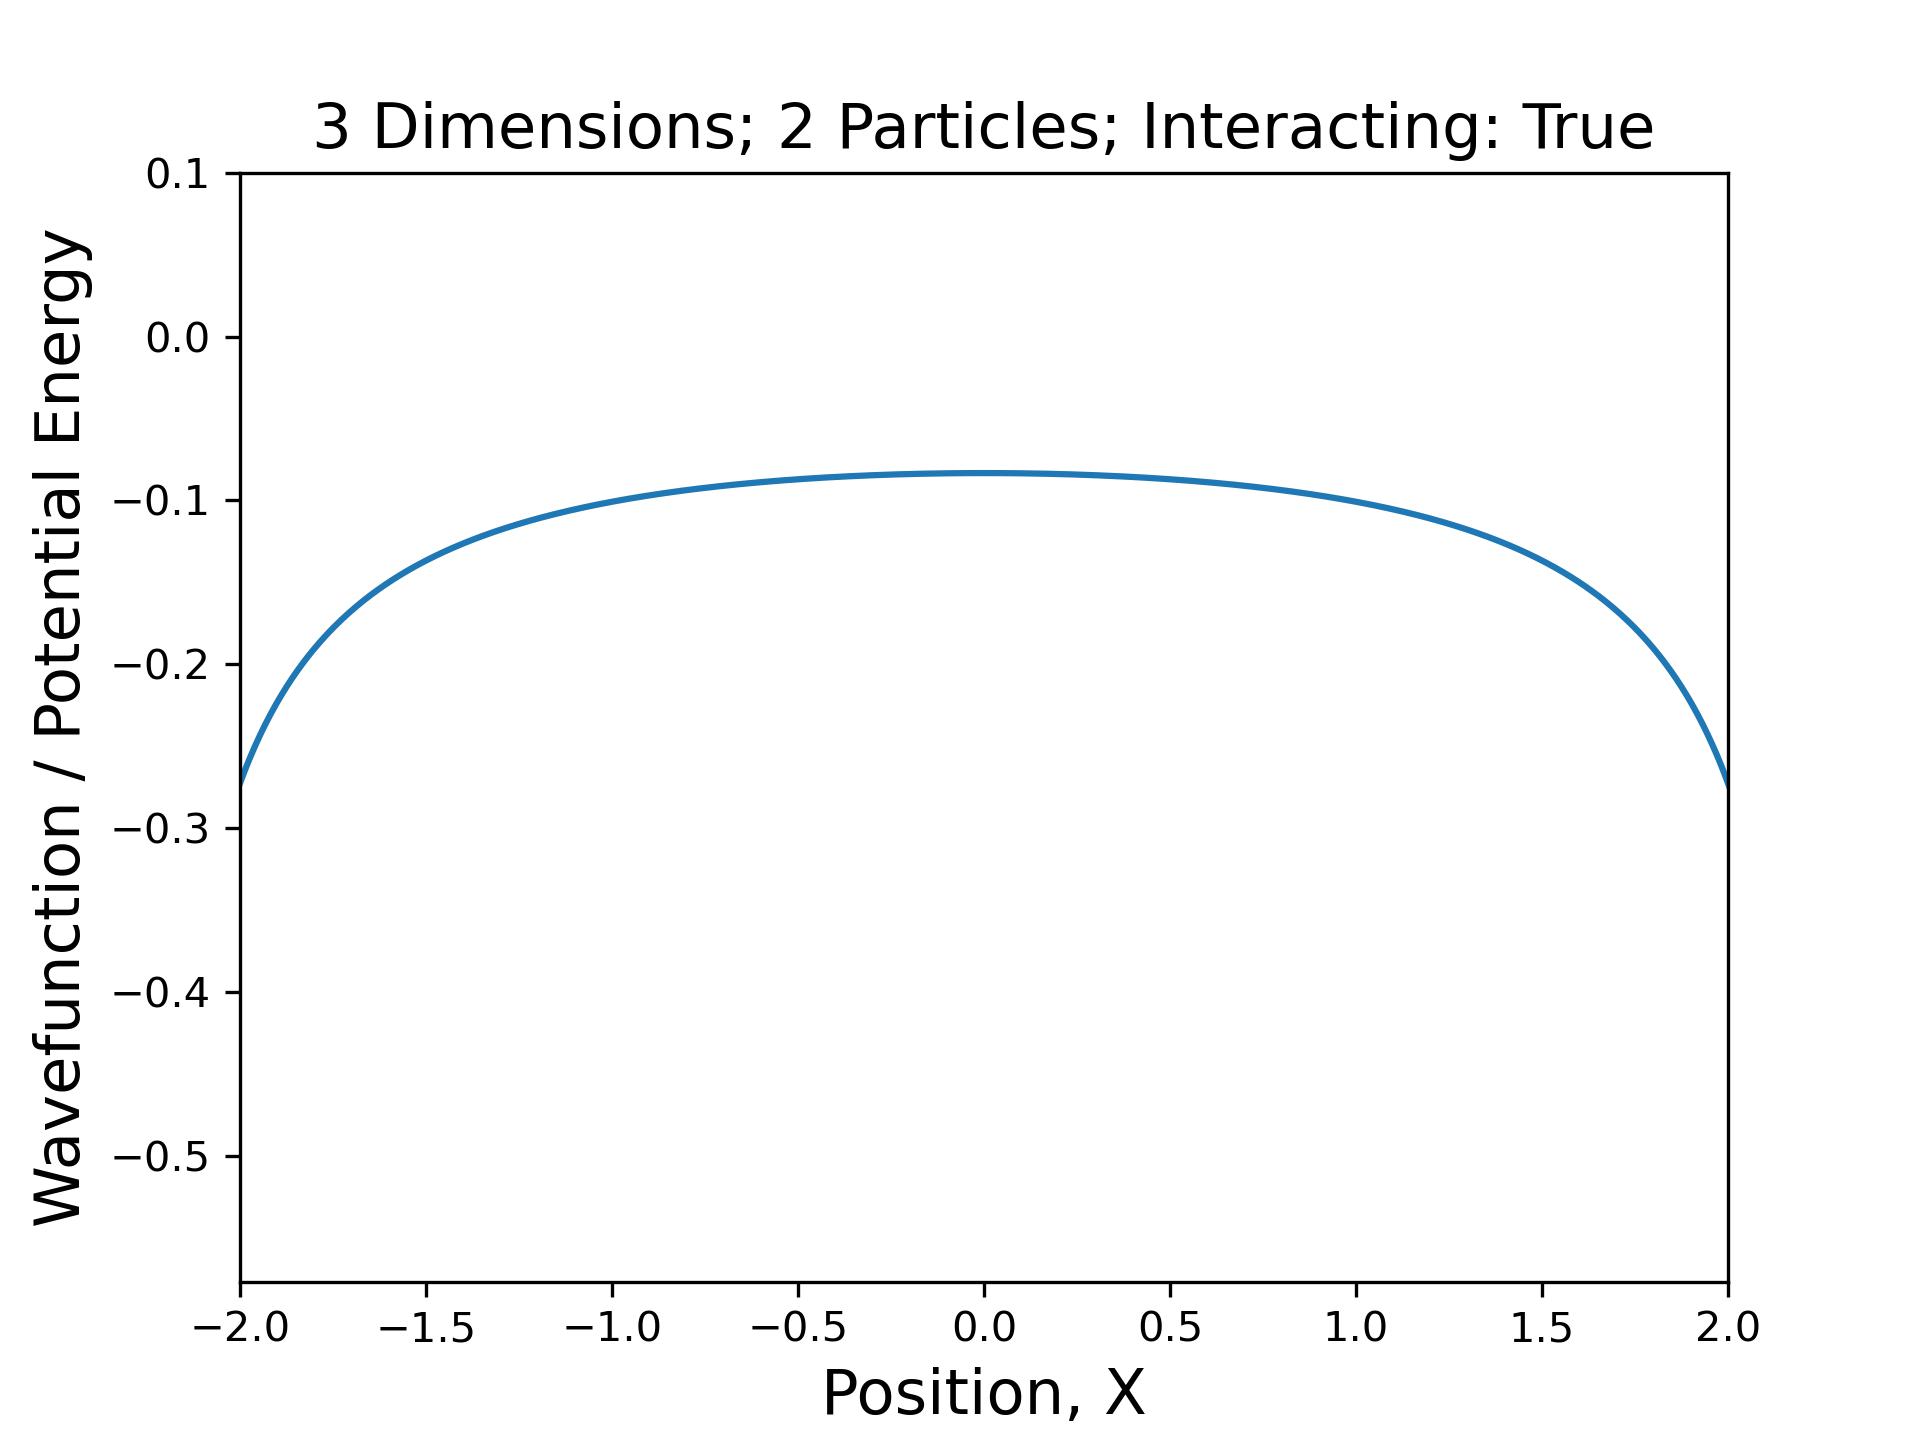 3 Dimensions; 2 Particles; Interacting: True
Wavefunction / Potential Energy
0.1
0.0
−0.1
−0.2
−0.3
−0.4
−0.5
−2.0 −1.5 −1.0 −0.5 0.0 0.5 1.0 1.5 2.0
Position, X